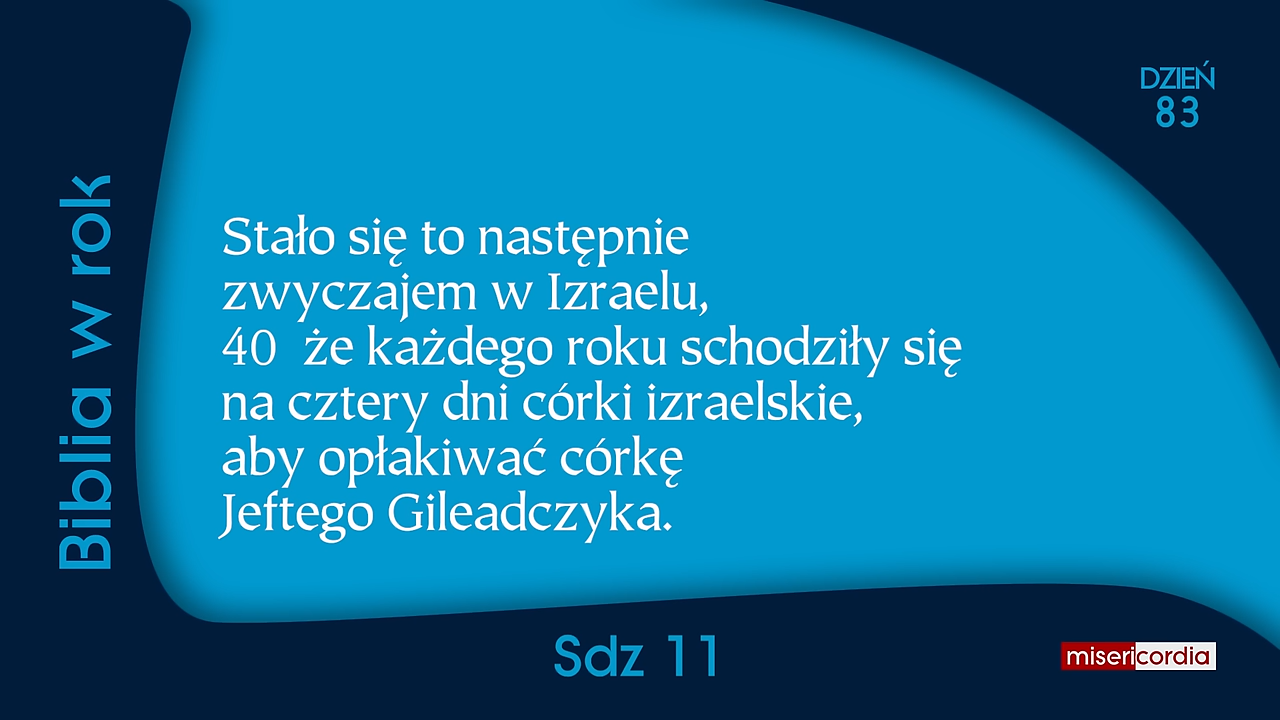 DZIEŃ
83
Biblia w rok
Stało się to następnie
zwyczajem w Izraelu,
40 że każdego roku schodziły się
na cztery dni córki izraelskie,
aby opłakiwać córkę
Jeftego Gileadczyka.
Sdz 11
misericordia